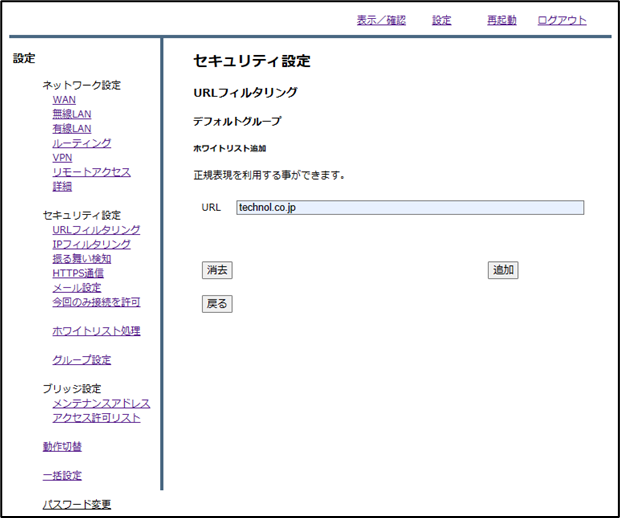 表示／確認 設定 再起動 ログアウト
設定
ネットワーク設定
WAN
無線LAN
有線LAN
ルーティング
VPN
リモートアクセス
詳細
セキュリティ設定
URLフィルタリング
IPフィルタリング
振る舞い検知
HTTPS通信
メール設定
今回のみ接続を許可
ホワイトリスト処理
グループ設定
ブリッジ設定
メンテナンスアドレス
アクセス許可リスト
動作切替
一括設定
パスワード変更
セキュリティ設定
URLフィルタリング
デフォルトグループ
ホワイトリスト追加
正規表現を利用する事ができます。
URL technol.co.jp
消去 追加
戻る